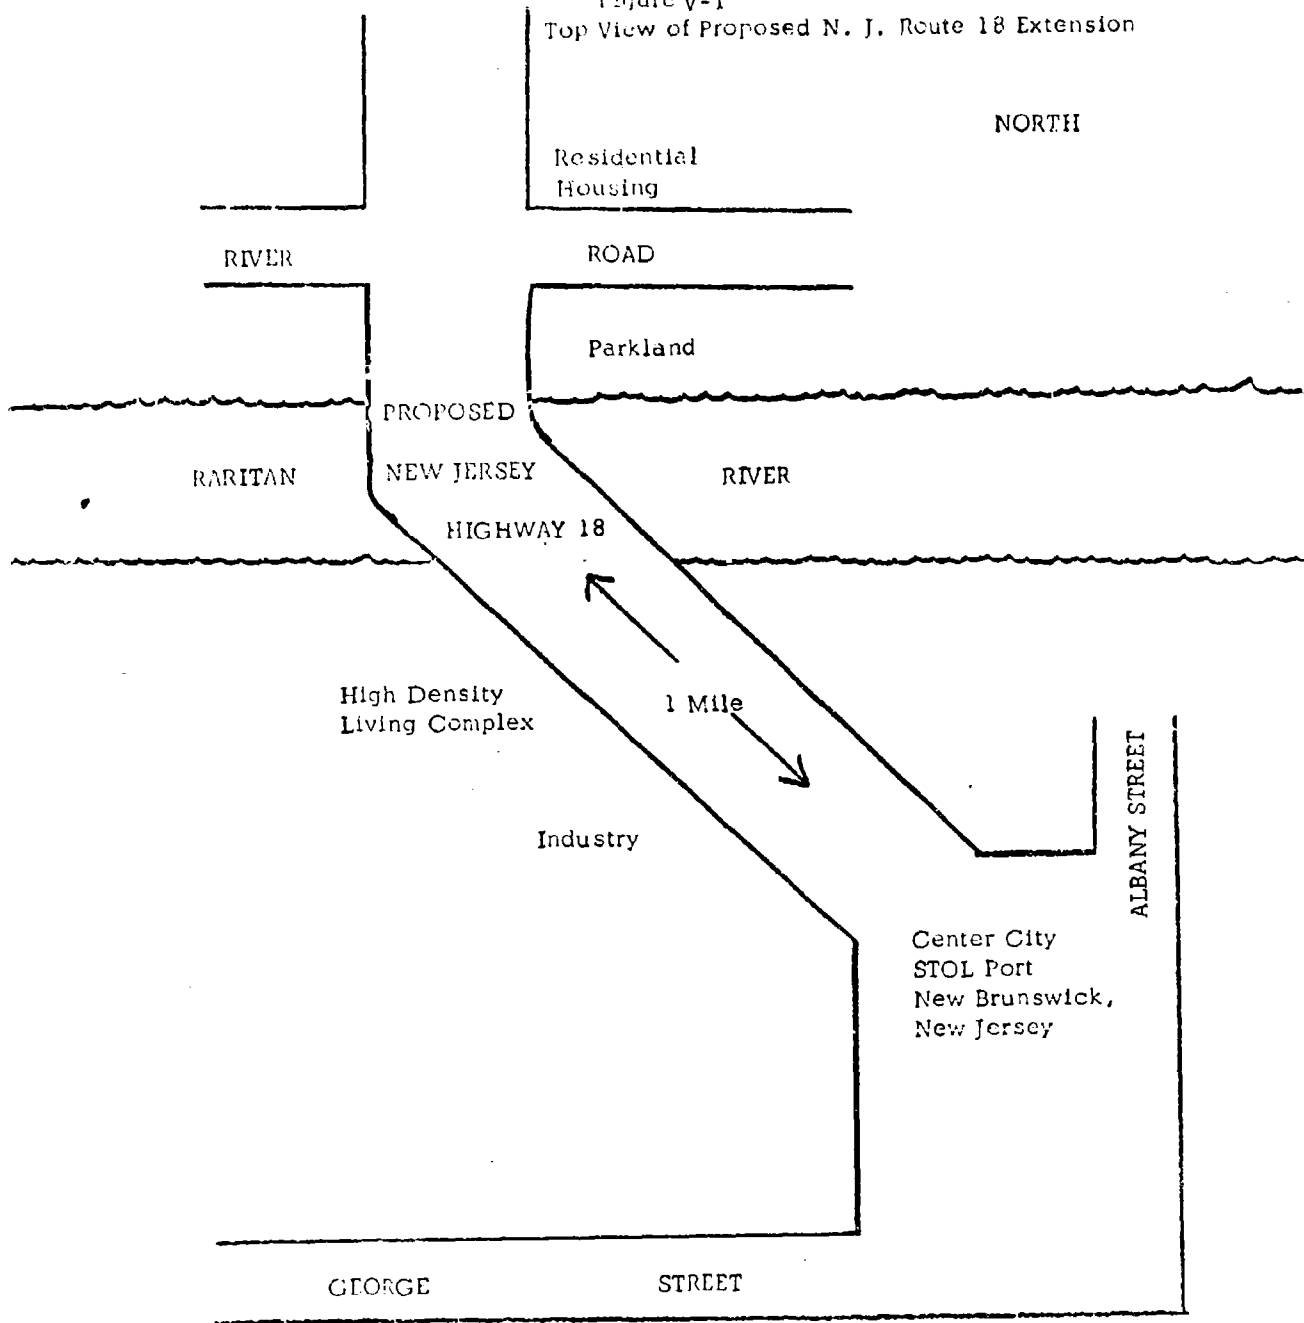 Figure V-1
Top View of Proposed N. J. Route 18 Extension
NORTH
Residential
Housing
RIVER ROAD
Parkland
PROPOSED
RARITAN NEW JERSEY RIVER
HIGHWAY 18
High Density
Living Complex
1 Mile
ALBANY STREET
Industry
Center City
STOL Port
New Brunswick,
New Jersey
GEORGE STREET